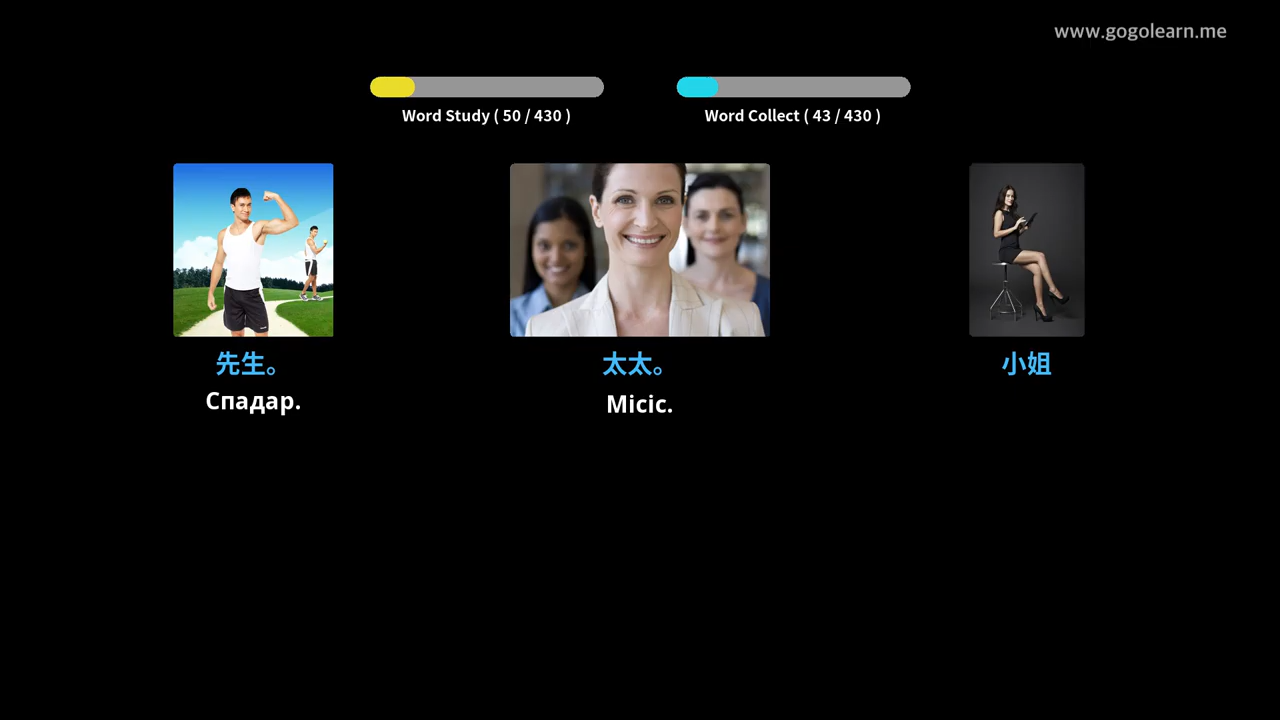 www.gogolearn.me
Word Study ( 50 / 430 )
Word Collect ( 43 / 430 )
先生。
太太。
小姐
Спадар.
Місіс.